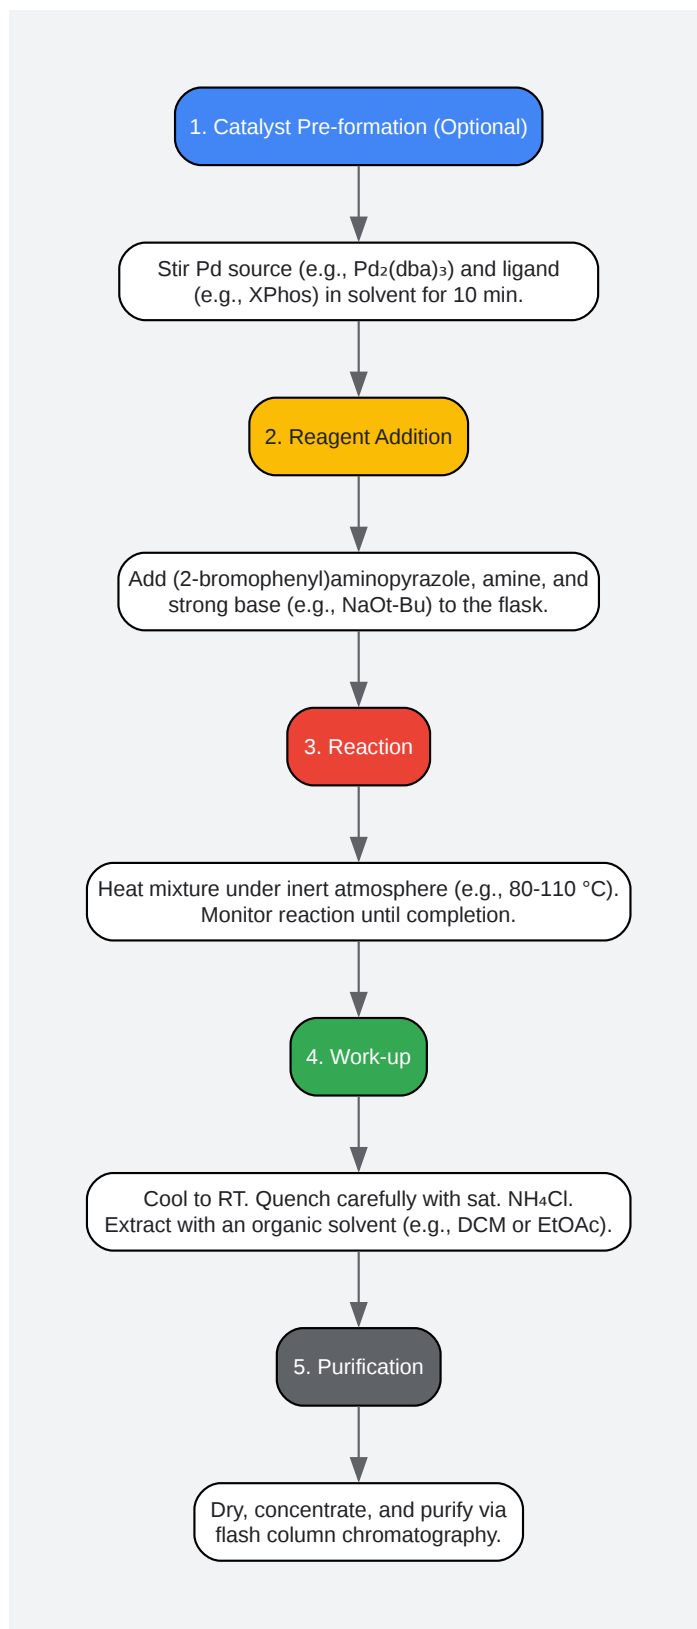 1. Catalyst Pre-formation (Optional)
Stir Pd source (e.g., Pd₂(dba)₃) and ligand
(e.g., XPhos) in solvent for 10 min.
2. Reagent Addition
Add (2-bromophenyl)aminopyrazole, amine, and
strong base (e.g., NaOt-Bu) to the flask.
3. Reaction
Heat mixture under inert atmosphere (e.g., 80-110 °C).
Monitor reaction until completion.
4. Work-up
Cool to RT. Quench carefully with sat. NH₄Cl.
Extract with an organic solvent (e.g., DCM or EtOAc).
5. Purification
Dry, concentrate, and purify via
flash column chromatography.